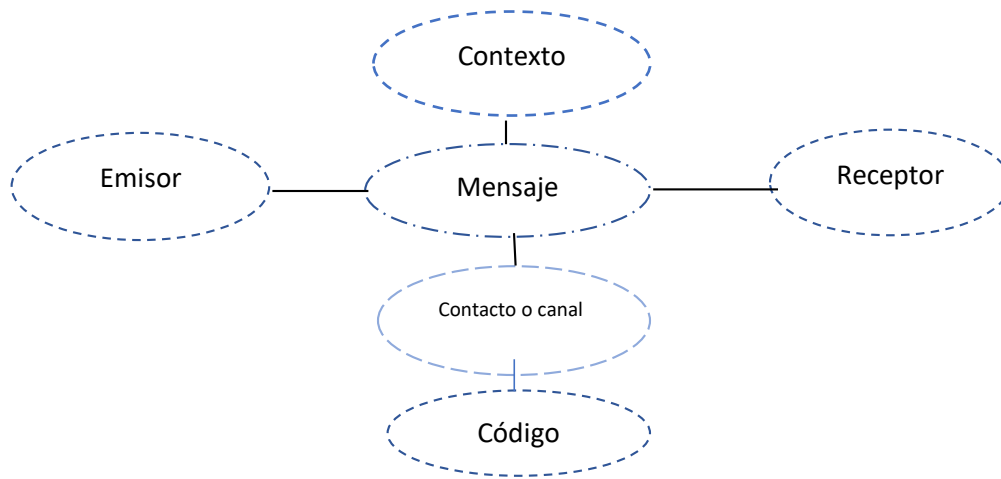 Contexto
Emisor
Mensaje
Receptor
Contacto o canal
Código